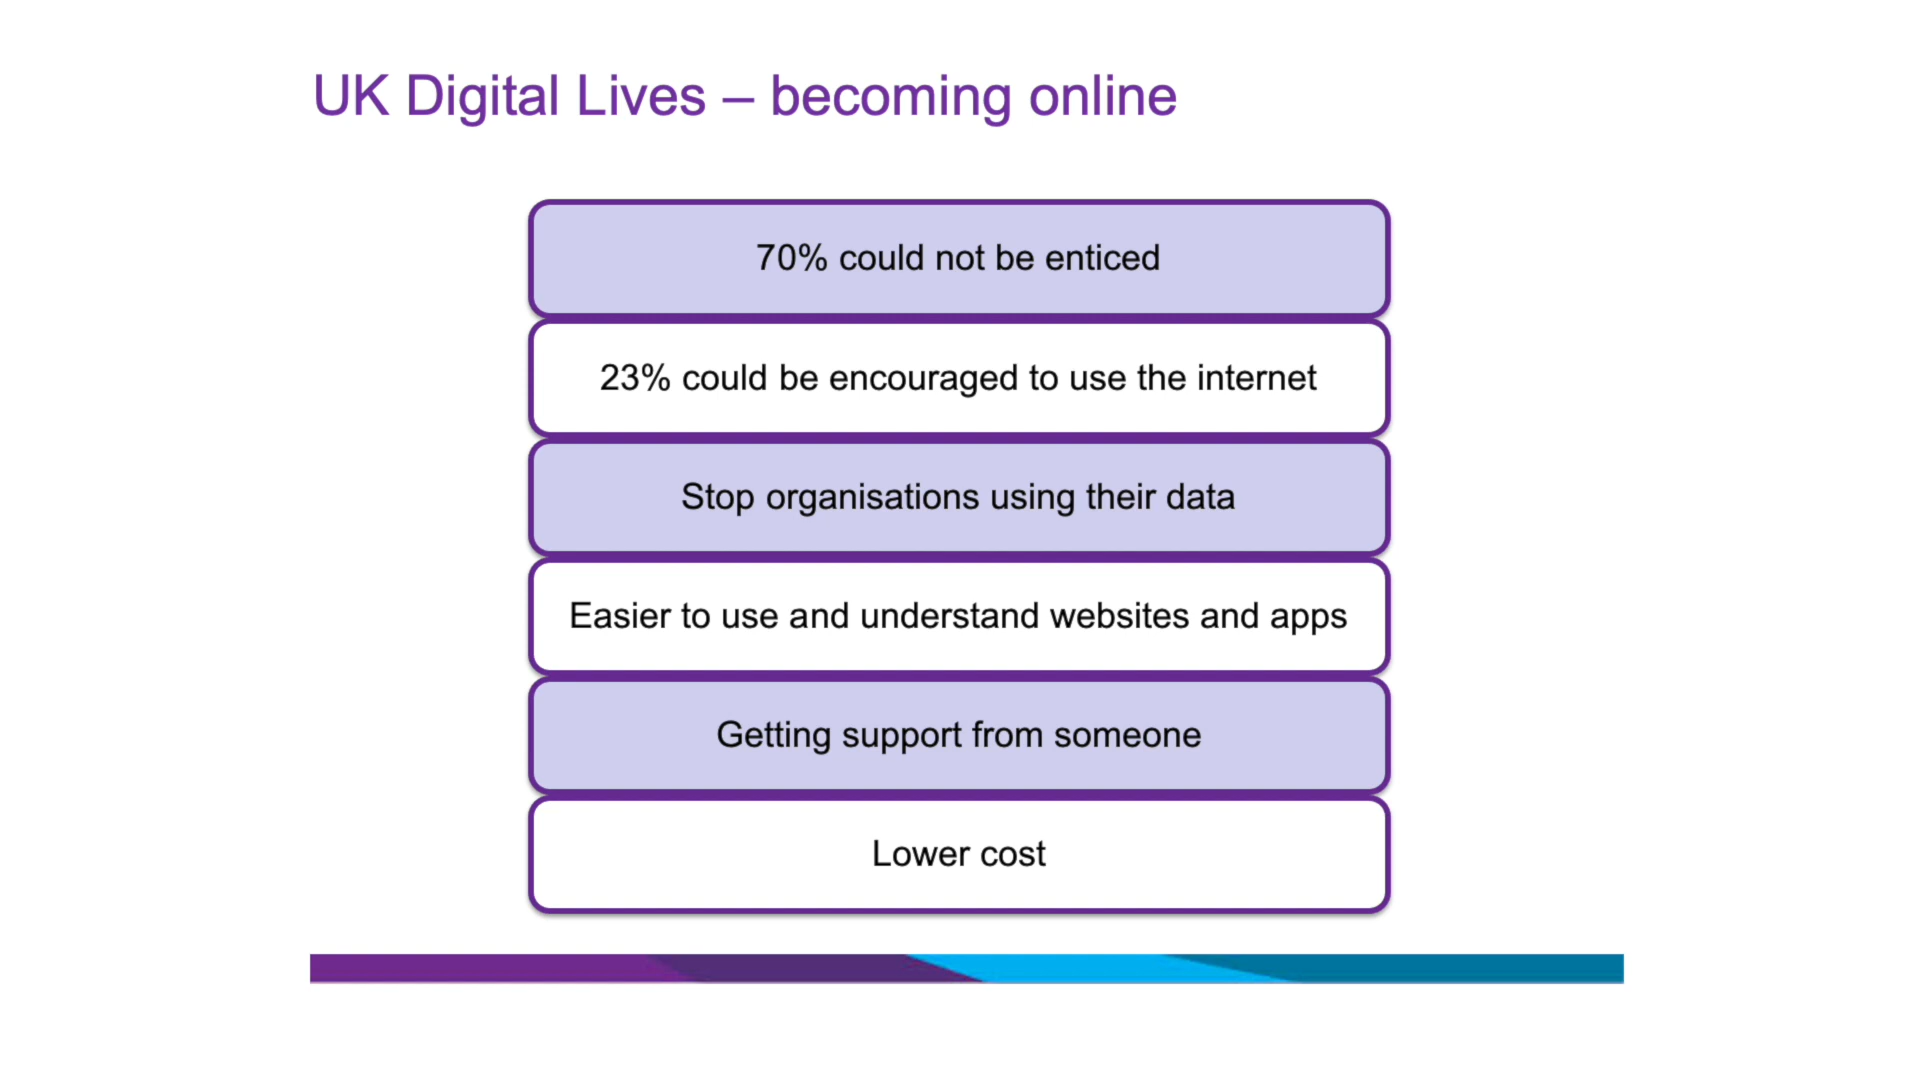 UK Digital Lives – becoming online
70% could not be enticed
23% could be encouraged to use the internet
Stop organisations using their data
Easier to use and understand websites and apps
Getting support from someone
Lower cost